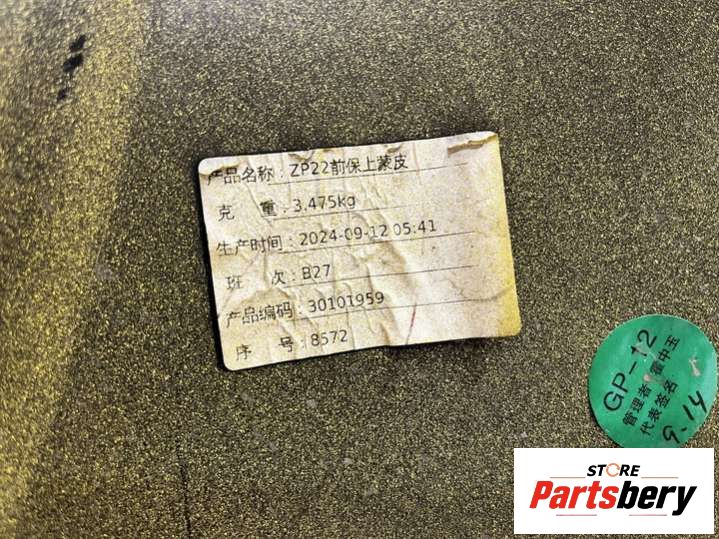 产品名称：ZP22前保上蒙皮
克 重：3.475kg
生产时间：2024-09-12 05:41
班 次：B27
产品编码：30101959
序 号：8572
GP-12
管理者：翟中玉
代表签名：
9.14
STORE
Partsbery